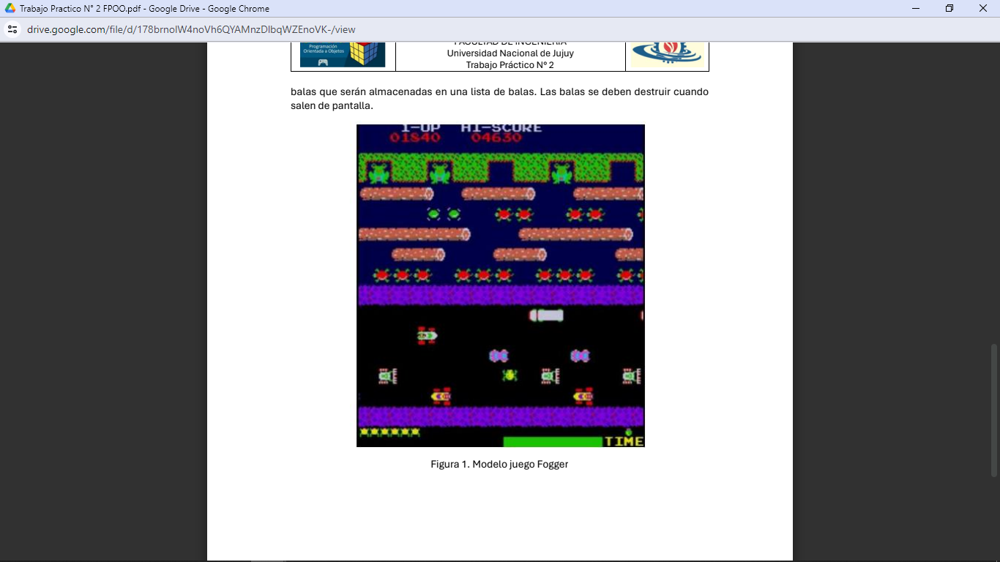 Trabajo Practico N° 2 FPOO.pdf - Google Drive - Google Chrome
drive.google.com/file/d/178brnolW4noVh6QYAMnzDlbqWZEnoVK-/view
Programación
Orientada a Objetos
FACULTAD DE INGENIERIA
Universidad Nacional de Jujuy
Trabajo Práctico N° 2
balas que serán almacenadas en una lista de balas. Las balas se deben destruir cuando
salen de pantalla.
1-UP HI-SCORE
01840 04630
TIME
Figura 1. Modelo juego Fogger